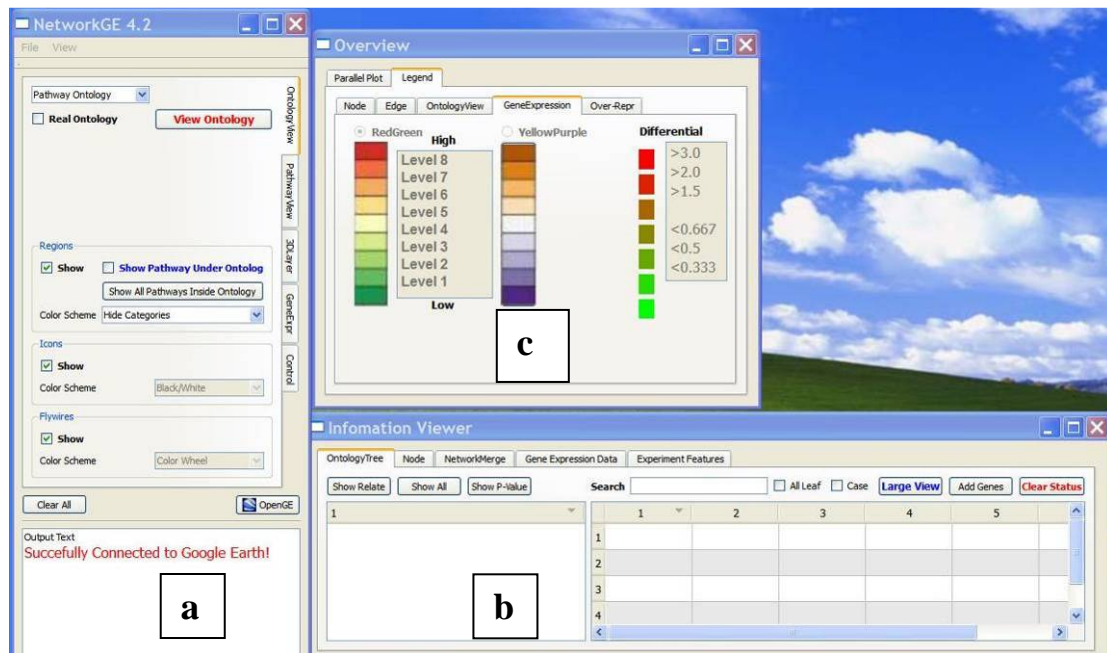 NetworkGE 4.2
File View
Pathway Ontology
Real Ontology
View Ontology
OntologyView
PathwayView
3DLayer
GeneExpr
Control
Regions
Show
Show Pathway Under Ontolog
Show All Pathways Inside Ontology
Color Scheme
Hide Categories
Icons
Show
Color Scheme
Black/White
Flywires
Show
Color Scheme
Color Wheel
Clear All
OpenGE
Output Text
Succefully Connected to Google Earth!
a
Overview
Parallel Plot
Legend
Node
Edge
OntologyView
GeneExpression
Over-Repr
RedGreen
High
YellowPurple
Differential
Level 8
Level 7
Level 6
Level 5
Level 4
Level 3
Level 2
Level 1
Low
>3.0
>2.0
>1.5
<0.667
<0.5
<0.333
c
Infomation Viewer
OntologyTree
Node
NetworkMerge
Gene Expression Data
Experiment Features
Show Relate
Show All
Show P-Value
Search
All Leaf
Case
Large View
Add Genes
Clear Status
1
1 2 3 4 5
1
2
3
4
b